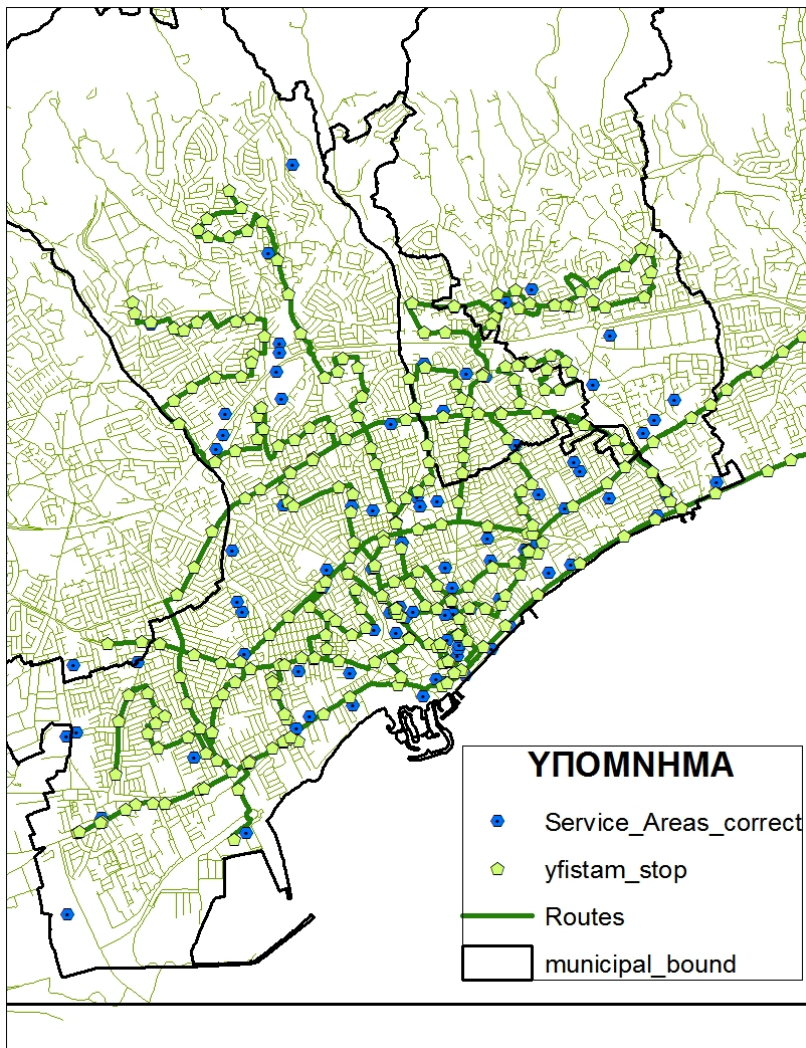 ΥΠΟΜΝΗΜΑ
Service_Areas_correct
yfistam_stop
Routes
municipal_bound